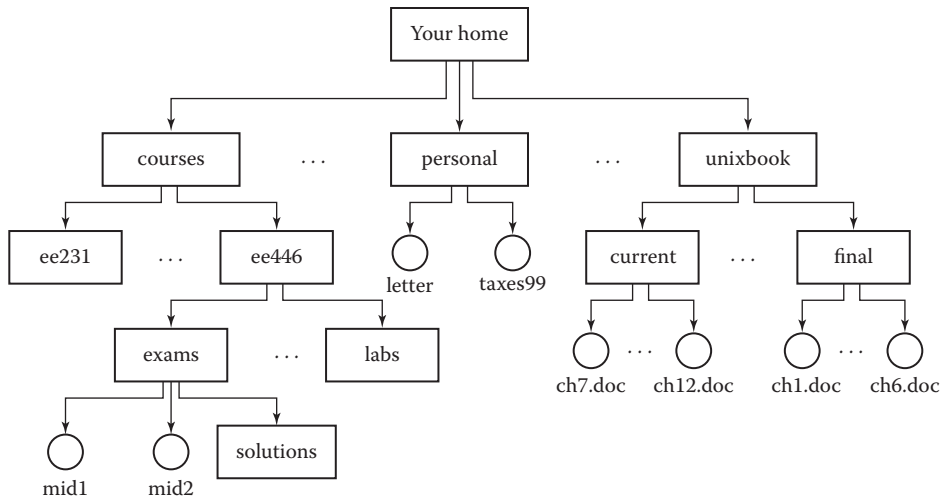 Your home
courses
. . .
personal
. . .
unixbook
ee231
. . .
ee446
letter
taxes99
current
. . .
final
exams
. . .
labs
. . .
. . .
ch7.doc
ch12.doc
ch1.doc
ch6.doc
solutions
mid1
mid2